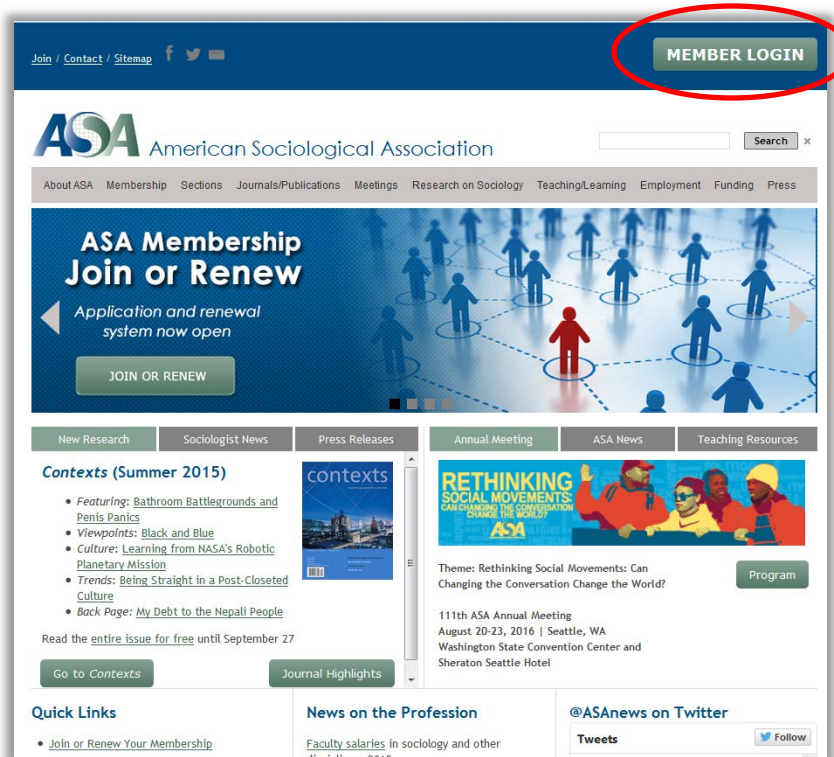 Join / Contact / Sitemap
MEMBER LOGIN
ASA American Sociological Association
Search ×
About ASA Membership Sections Journals/Publications Meetings Research on Sociology Teaching/Learning Employment Funding Press
ASA Membership
Join or Renew
Application and renewal
system now open
JOIN OR RENEW
New Research Sociologist News Press Releases
Contexts (Summer 2015)
contexts
• Featuring: Bathroom Battlegrounds and
Penis Panics
• Viewpoints: Black and Blue
• Culture: Learning from NASA's Robotic
Planetary Mission
• Trends: Being Straight in a Post-Closeted
Culture
• Back Page: My Debt to the Nepali People
Read the entire issue for free until September 27
Go to Contexts Journal Highlights
Annual Meeting ASA News Teaching Resources
RETHINKING
SOCIAL MOVEMENTS:
CAN CHANGING THE CONVERSATION
CHANGE THE WORLD?
ASA
Theme: Rethinking Social Movements: Can
Changing the Conversation Change the World?
Program
111th ASA Annual Meeting
August 20-23, 2016 | Seattle, WA
Washington State Convention Center and
Sheraton Seattle Hotel
Quick Links
• Join or Renew Your Membership
News on the Profession
Faculty salaries in sociology and other
@ASAnews on Twitter
Tweets Follow